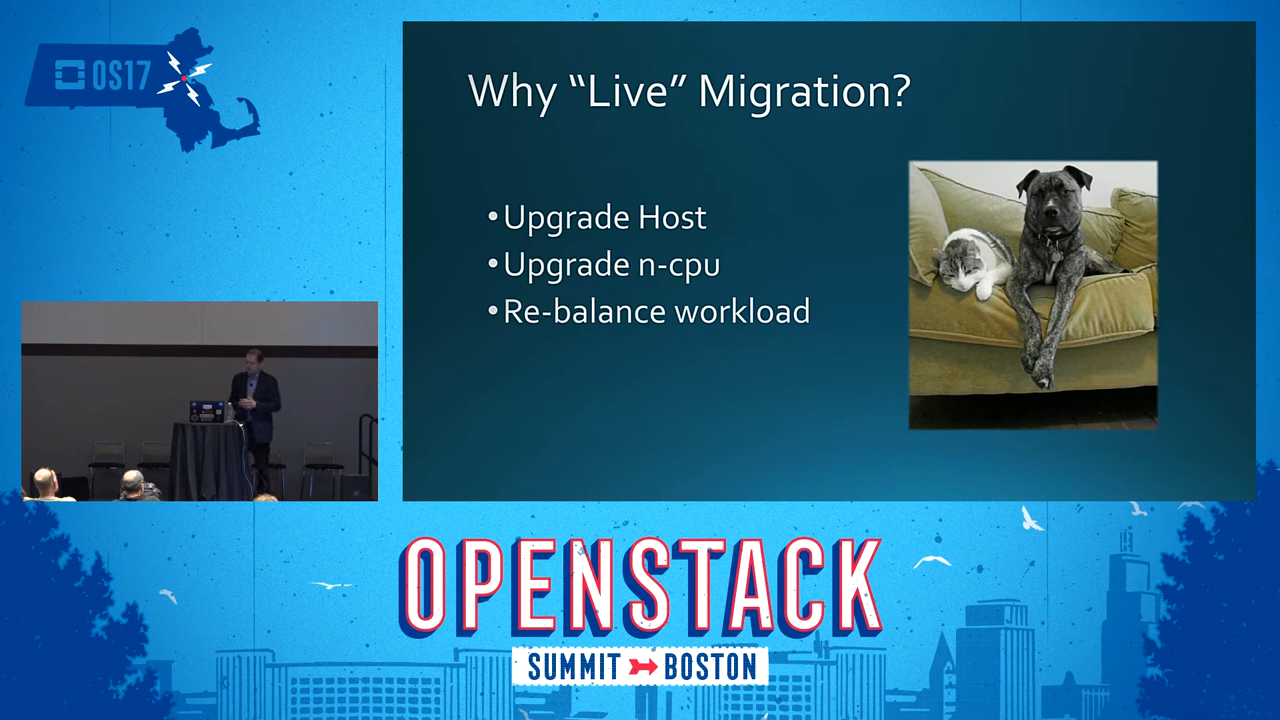 OS17
Why “Live” Migration?
•Upgrade Host
•Upgrade n-cpu
•Re-balance workload
OPENSTACK
SUMMIT BOSTON